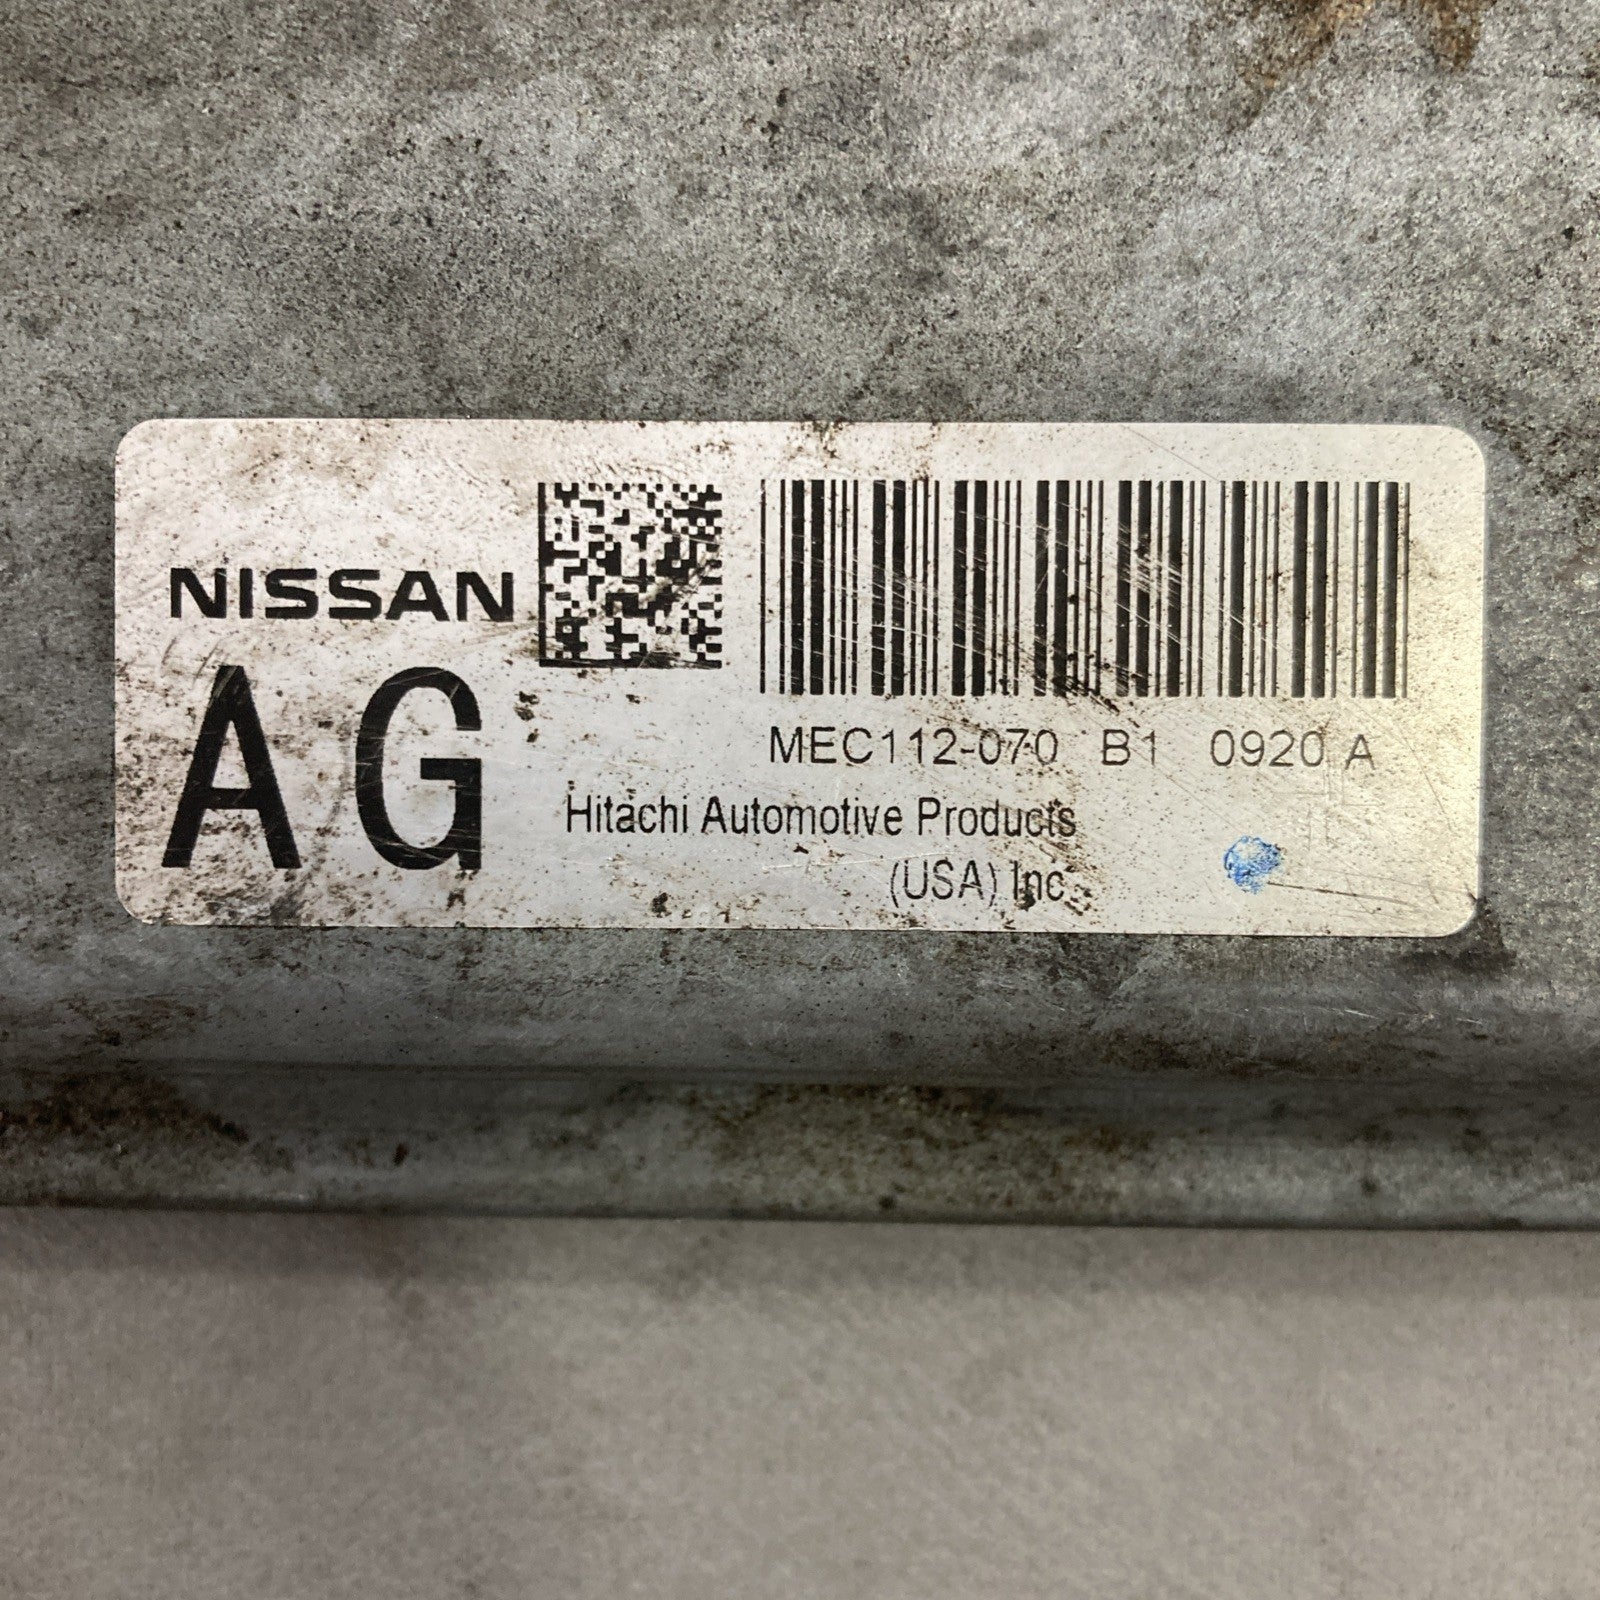 NISSAN
AG
MEC112-070 B1 0920 A
Hitachi Automotive Products
(USA) Inc.